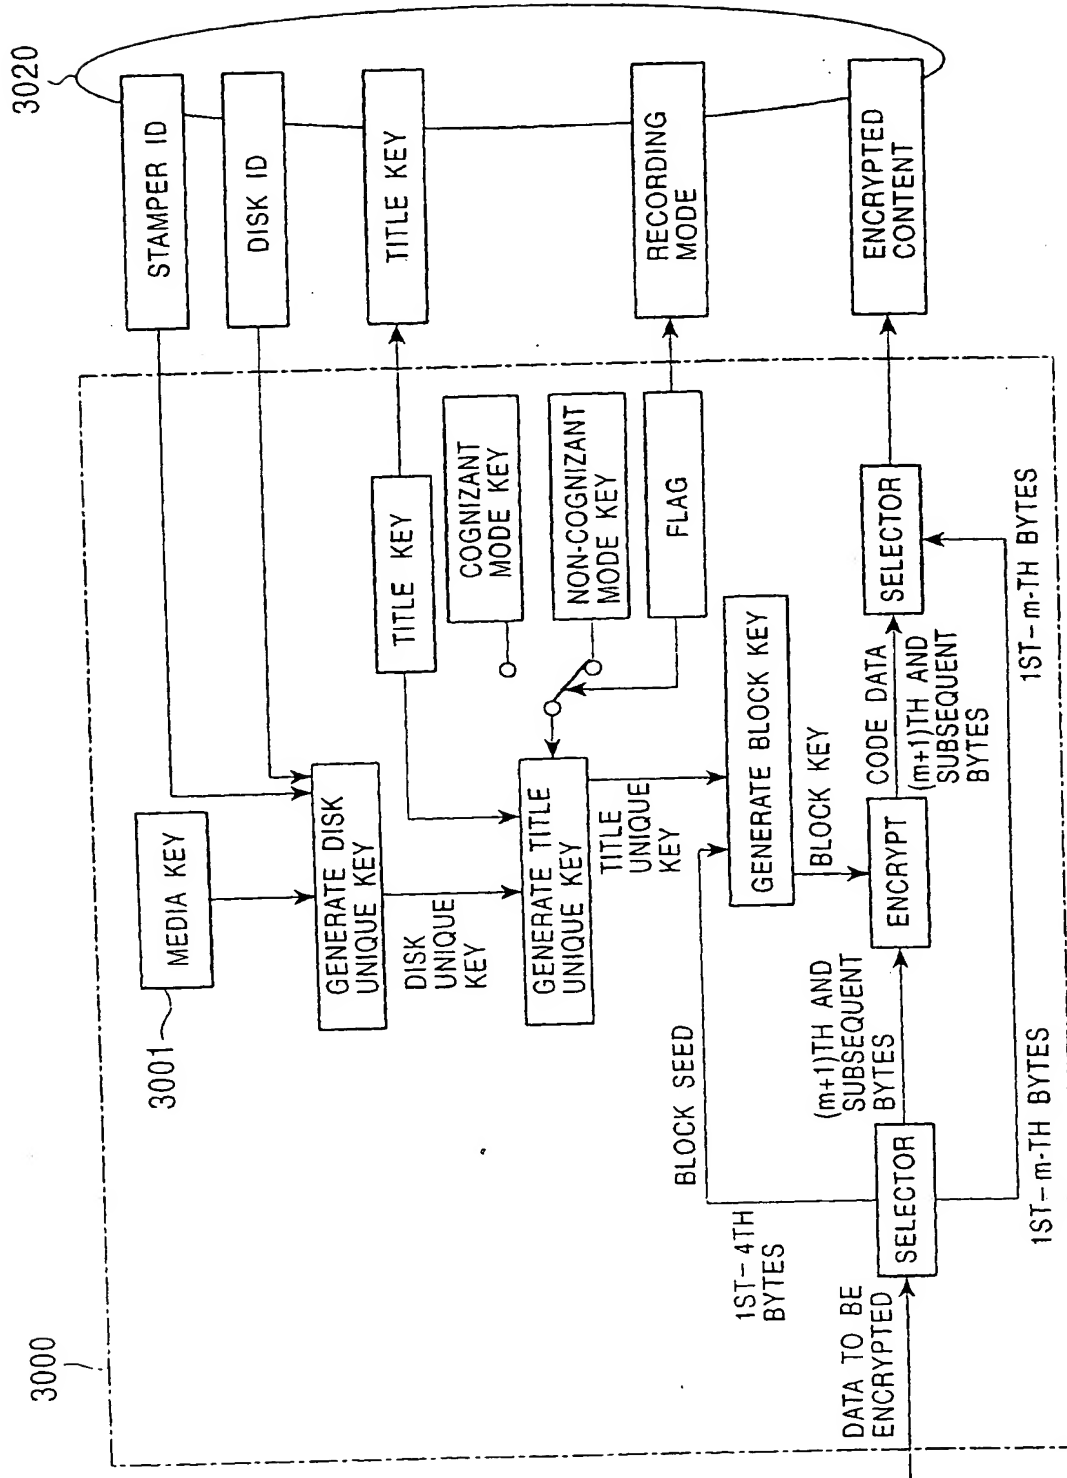 3020
STAMPER ID
DISK ID
TITLE KEY
RECORDING
MODE
ENCRYPTED
CONTENT
3000
MEDIA KEY
3001
GENERATE DISK
UNIQUE KEY
DISK
UNIQUE
KEY
TITLE KEY
COGNIZANT
MODE KEY
NON-COGNIZANT
MODE KEY
FLAG
GENERATE TITLE
UNIQUE KEY
TITLE
UNIQUE
KEY
BLOCK SEED
GENERATE BLOCK KEY
BLOCK KEY
1ST-4TH
BYTES
DATA TO BE
ENCRYPTED
SELECTOR
(m+1)TH AND
SUBSEQUENT
BYTES
ENCRYPT
CODE DATA
(m+1)TH AND
SUBSEQUENT
BYTES
SELECTOR
1ST-m-TH BYTES
1ST-m-TH BYTES